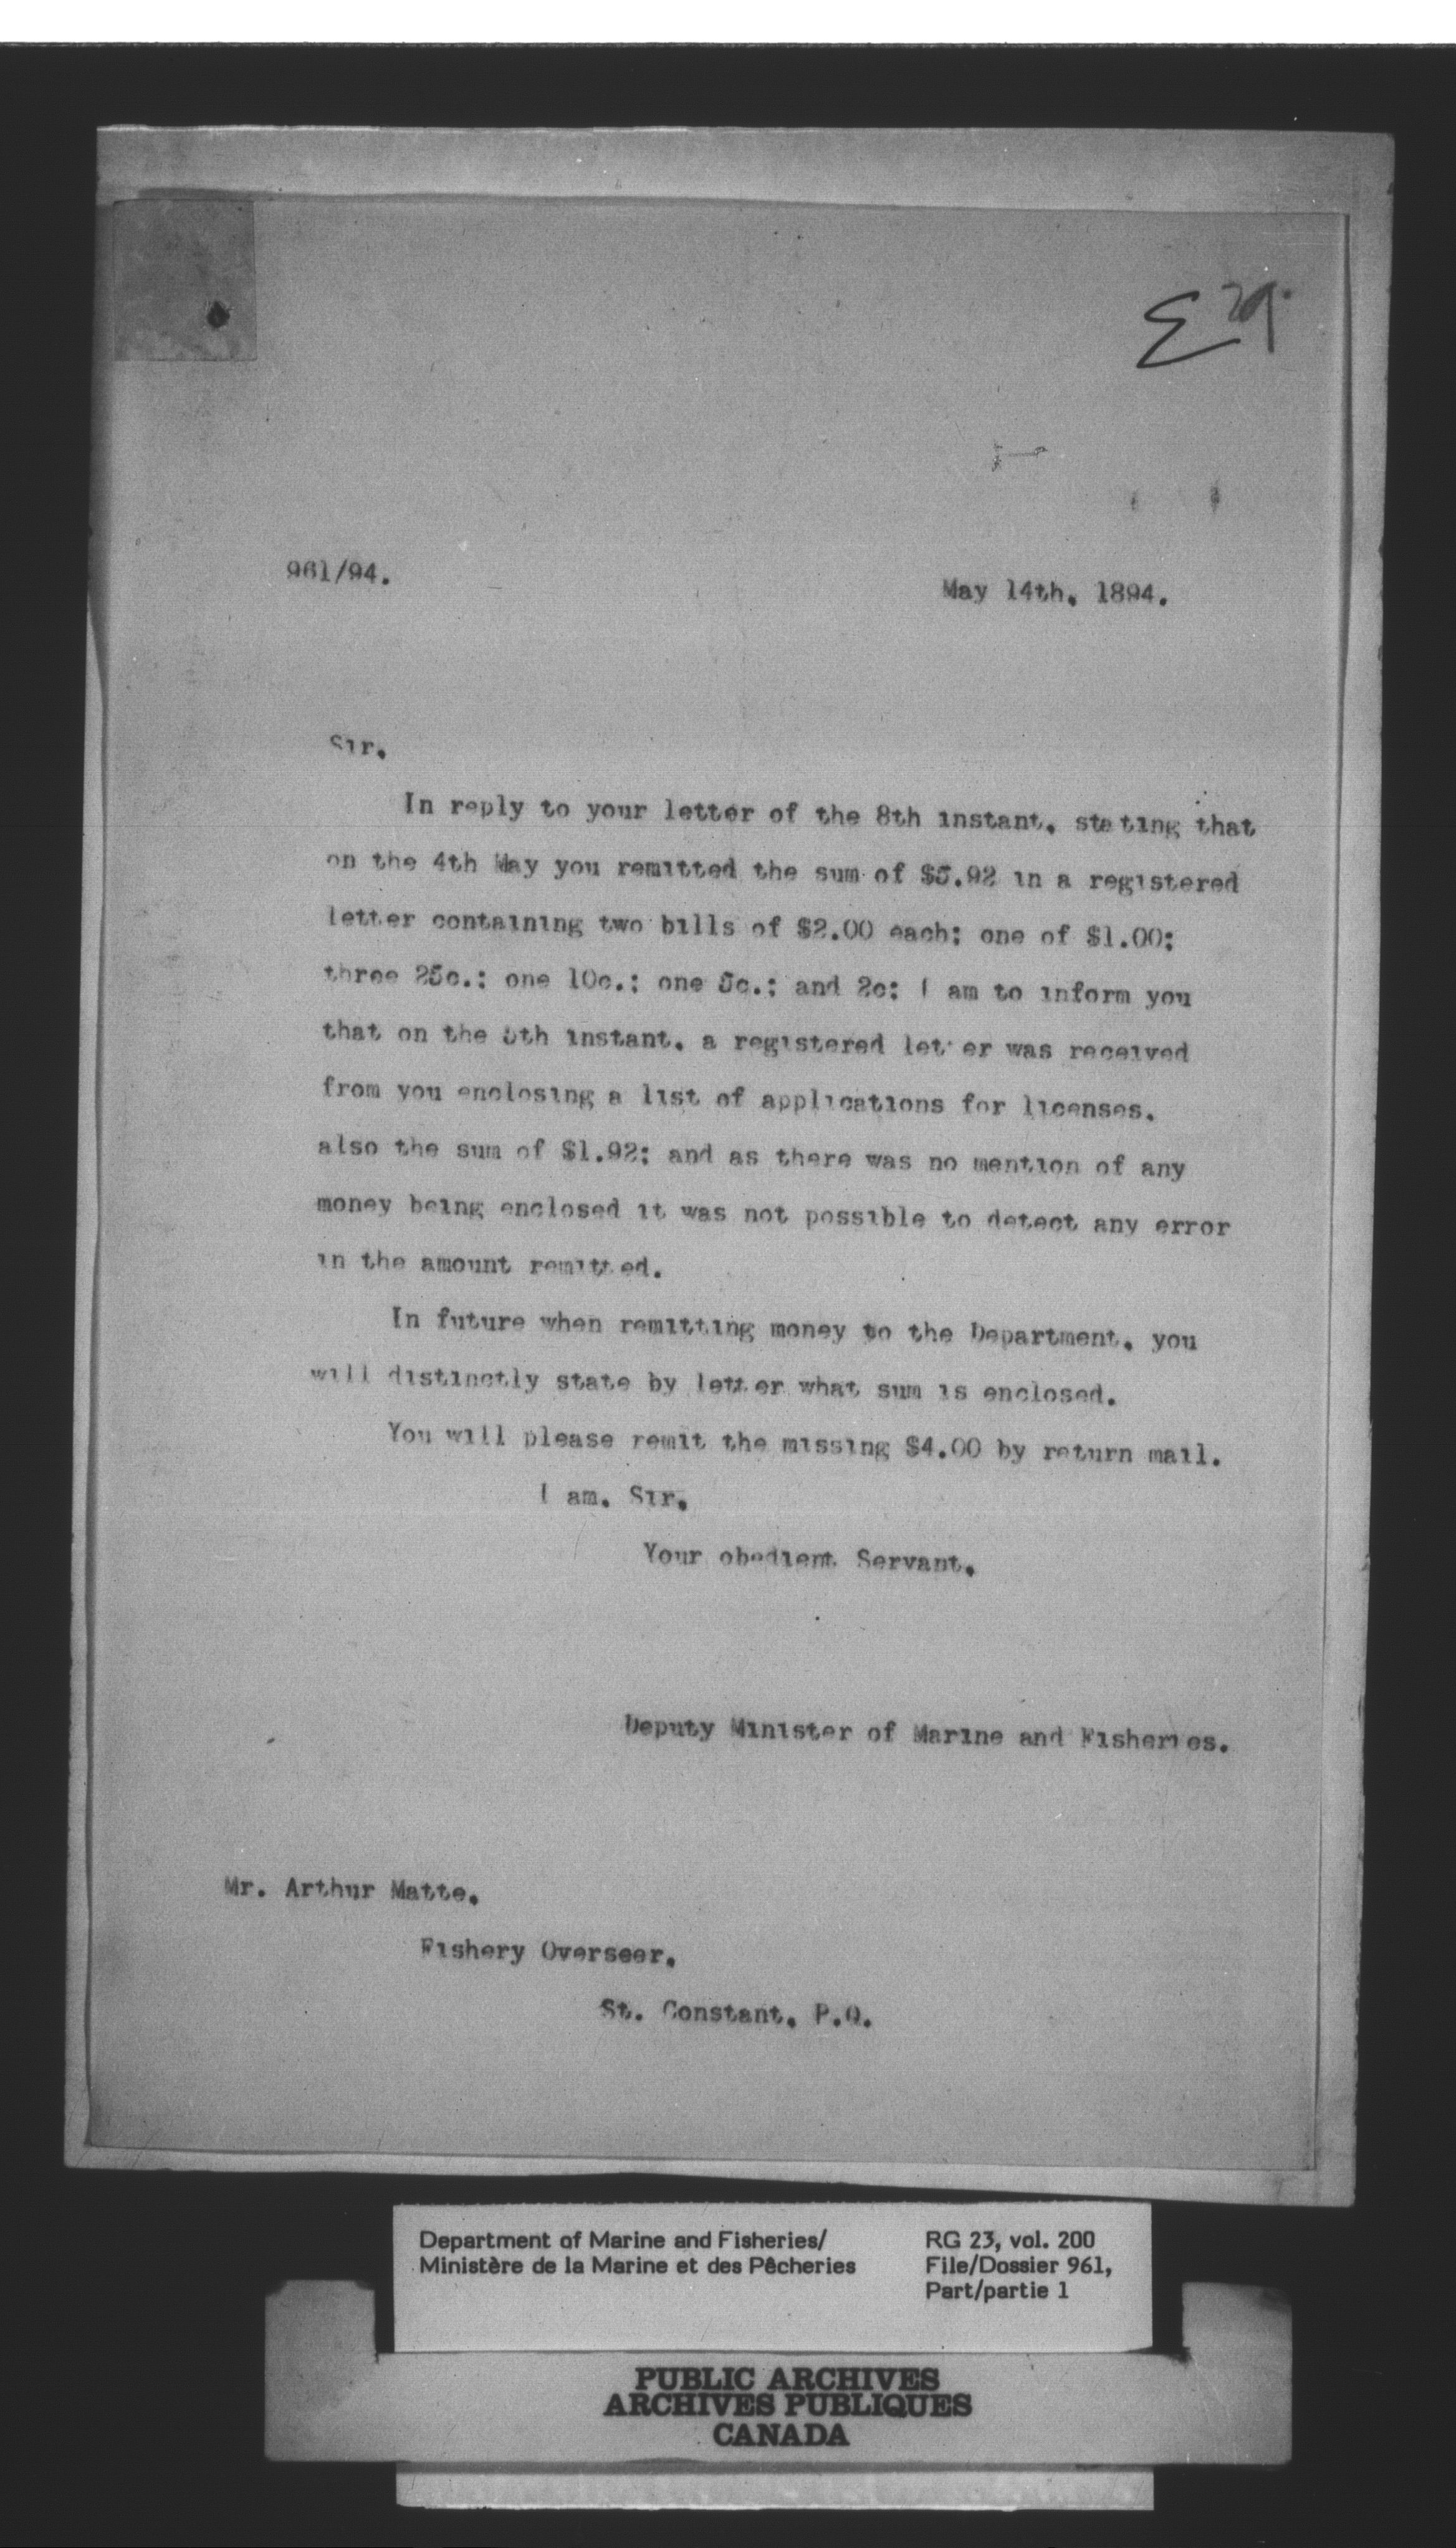 E 29.
961/94.
May 14th, 1894.
Sir,
In reply to your letter of the 8th instant, stating that
on the 4th May you remitted the sum of $5.92 in a registered
letter containing two bills of $2.00 each; one of $1.00;
three 25c.; one 10c.; one 5c.; and 2c; I am to inform you
that on the 5th instant, a registered let er was received
from you enclosing a list of applications for licenses,
also the sum of $1.92; and as there was no mention of any
money being enclosed it was not possible to detect any error
in the amount remitted.
In future when remitting money to the Department, you
will distinctly state by letter what sum is enclosed.
You will please remit the missing $4.00 by return mail.
I am, Sir,
Your obedient Servant,
Deputy Minister of Marine and Fisheries.
Mr. Arthur Matte,
Fishery Overseer,
St. Constant, P.Q.
Department of Marine and Fisheries/
Ministère de la Marine et des Pêcheries
RG 23, vol. 200
File/Dossier 961,
Part/partie 1
PUBLIC ARCHIVES
ARCHIVES PUBLIQUES
CANADA